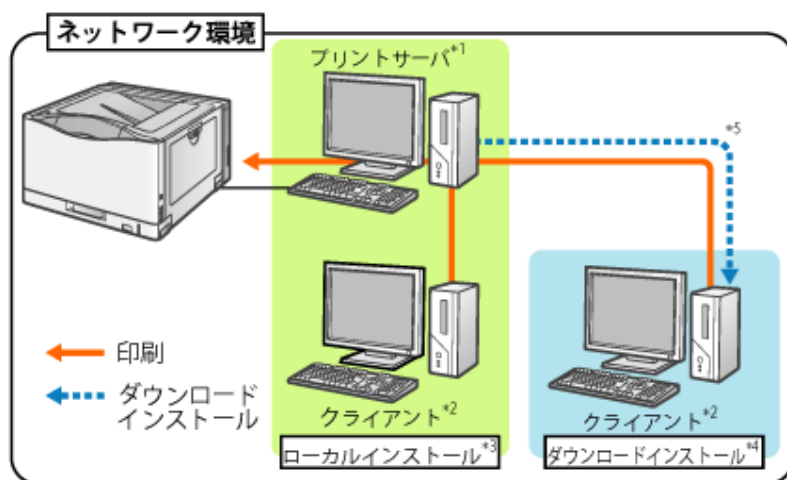 ネットワーク環境
プリントサーバ*1
*5
印刷
ダウンロード
インストール
クライアント*2
ローカルインストール*3
クライアント*2
ダウンロードインストール*4